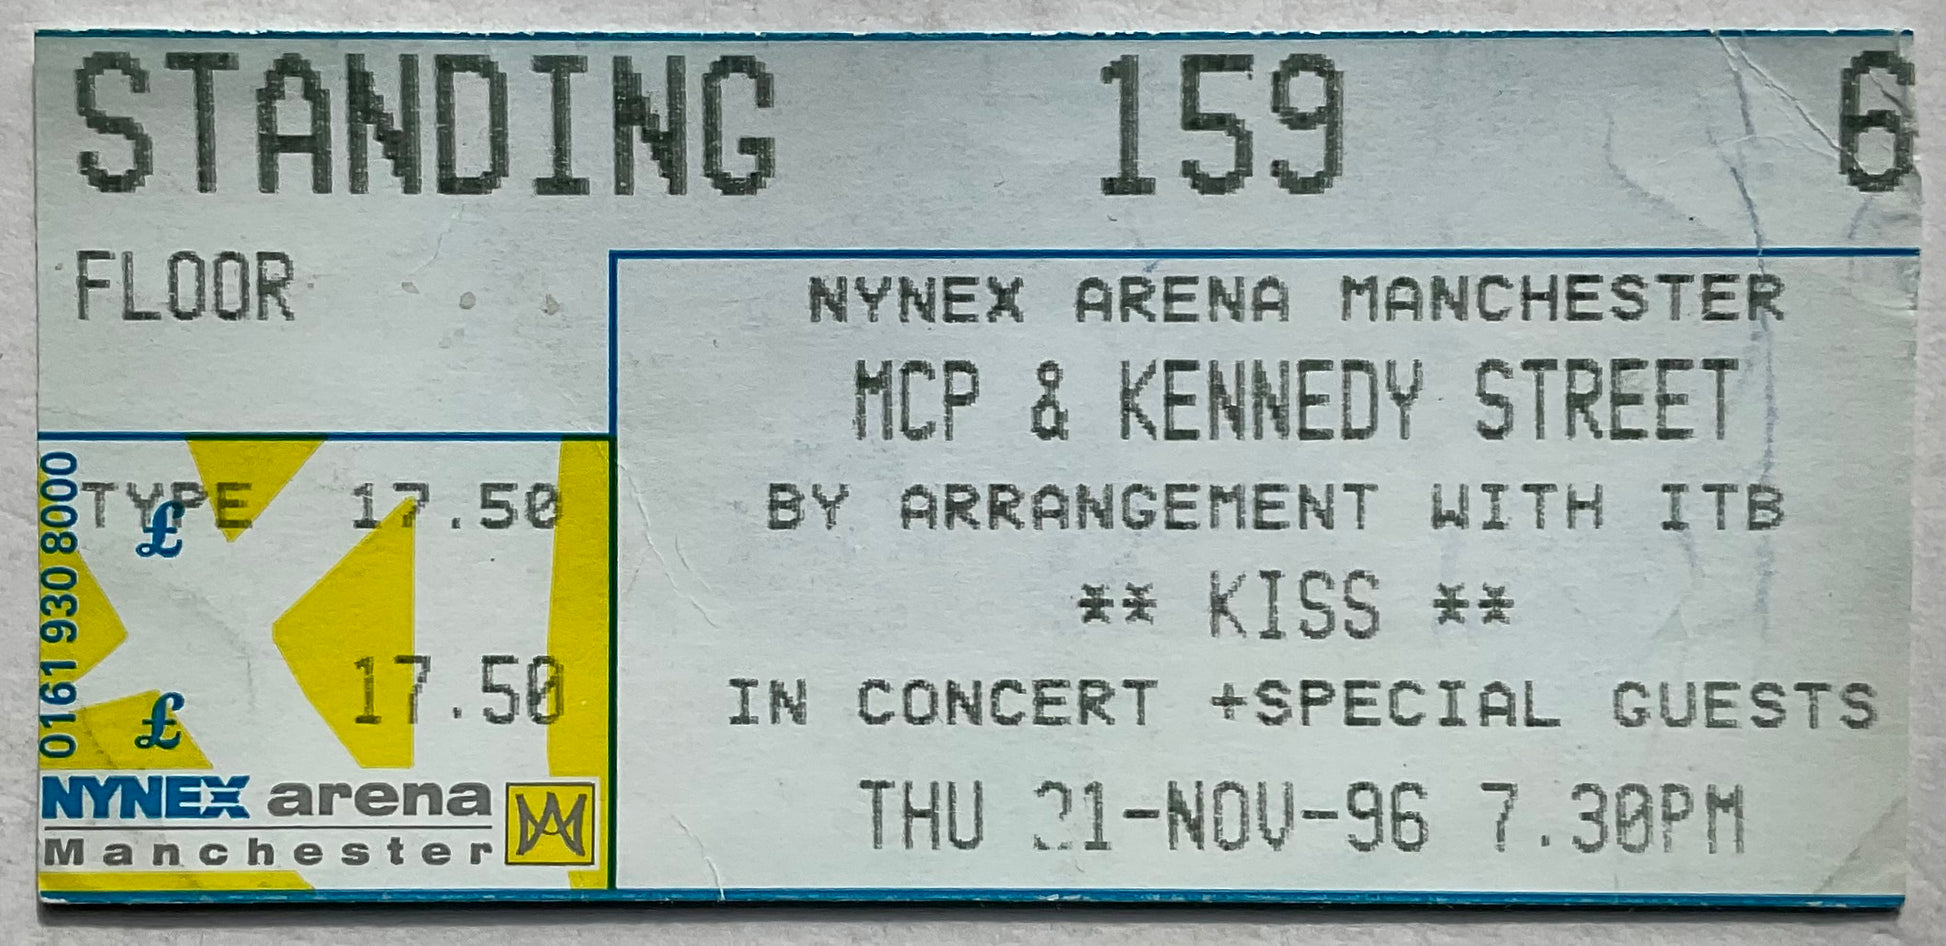 STANDING 159 6
FLOOR
NYNEX ARENA MANCHESTER
MCP & KENNEDY STREET
BY ARRANGEMENT WITH ITB
** KISS **
IN CONCERT +SPECIAL GUESTS
THU 21-NOV-96 7.30PM
TYPE £ 17.50
£ 17.50
0161 930 8000
NYNEX arena
Manchester